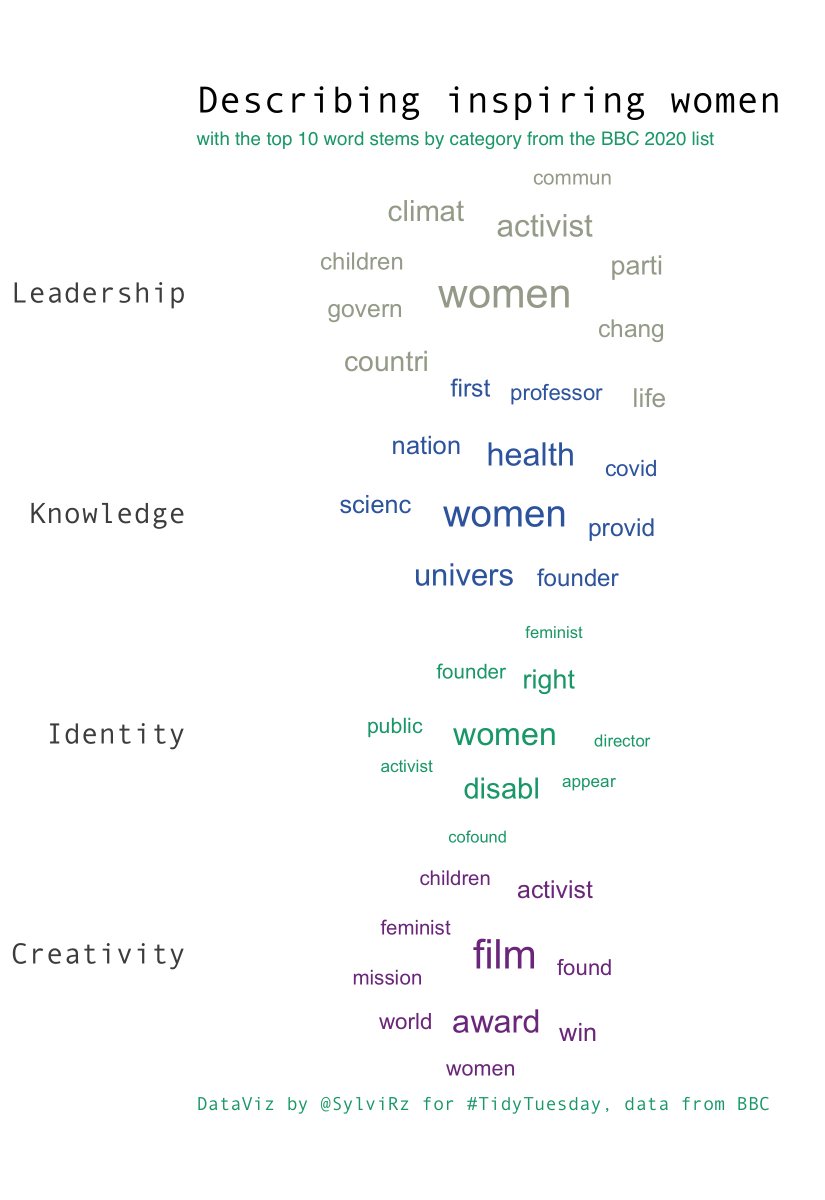 Describing inspiring women
with the top 10 word stems by category from the BBC 2020 list
commun
climat
activist
children
parti
Leadership
women
govern
chang
countri
life
first
professor
nation
health
covid
scienc
Knowledge
women
provid
univers
founder
feminist
founder
right
public
Identity
women
director
activist
disabl
appear
cofound
children
activist
feminist
Creativity
film
found
mission
world
award
win
women
DataViz by @SylviRz for #TidyTuesday, data from BBC